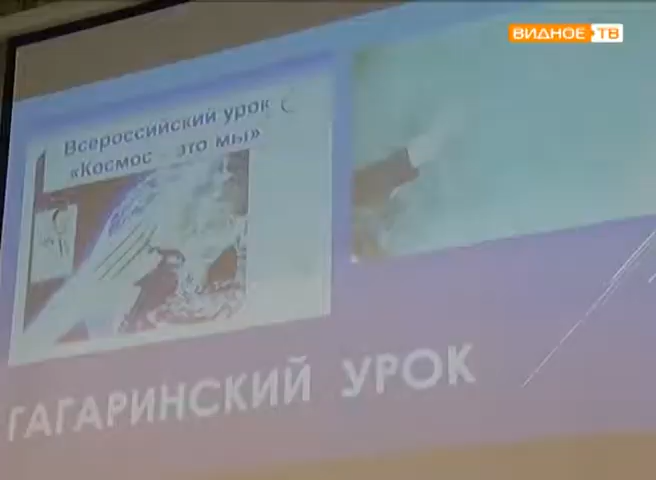 ВИДНОЕ ТВ
Всероссийский урок
«Космос - это мы»
ГАГАРИНСКИЙ УРОК